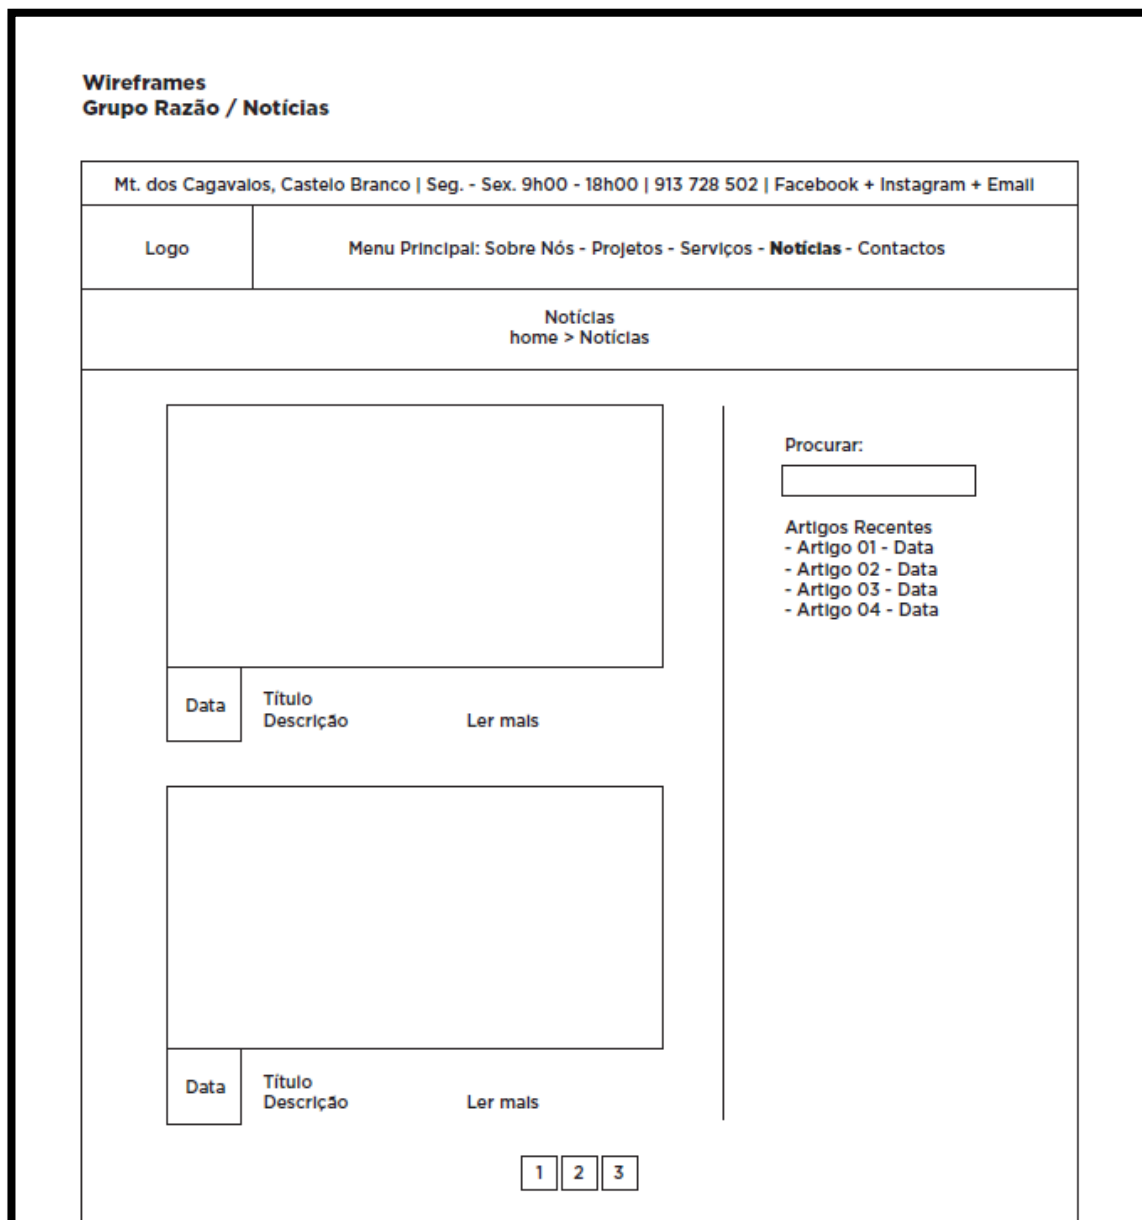 Wireframes
Grupo Razão / Notícias
Mt. dos Cagavaios, Castelo Branco | Seg. - Sex. 9h00 - 18h00 | 913 728 502 | Facebook + Instagram + Email
Logo
Menu Principal: Sobre Nós - Projetos - Serviços - Notícias - Contactos
Notícias
home > Notícias
Data
Título
Descrição Ler mais
Data
Título
Descrição Ler mais
1 2 3
Procurar:
Artigos Recentes
- Artigo 01 - Data
- Artigo 02 - Data
- Artigo 03 - Data
- Artigo 04 - Data